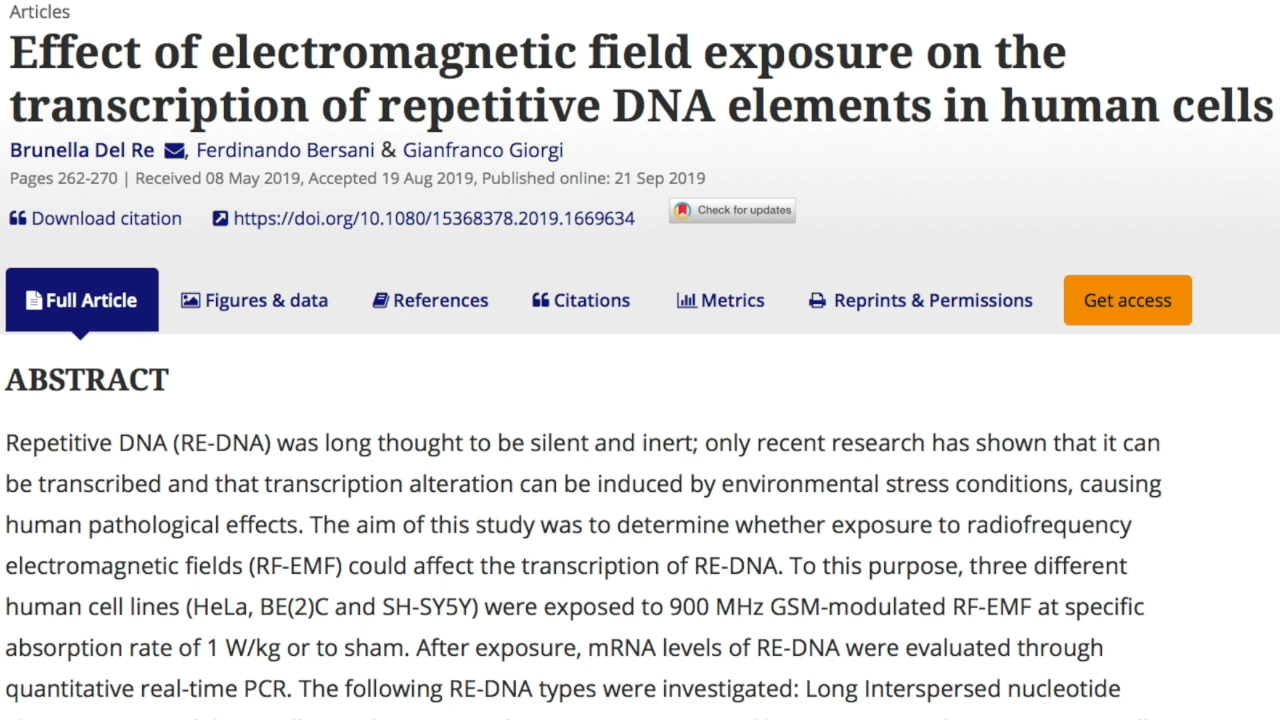 Articles
Effect of electromagnetic field exposure on the
transcription of repetitive DNA elements in human cells
Brunella Del Re , Ferdinando Bersani & Gianfranco Giorgi
Pages 262-270 | Received 08 May 2019, Accepted 19 Aug 2019, Published online: 21 Sep 2019
Download citation https://doi.org/10.1080/15368378.2019.1669634 Check for updates
Full Article Figures & data References Citations Metrics Reprints & Permissions Get access
ABSTRACT
Repetitive DNA (RE-DNA) was long thought to be silent and inert; only recent research has shown that it can
be transcribed and that transcription alteration can be induced by environmental stress conditions, causing
human pathological effects. The aim of this study was to determine whether exposure to radiofrequency
electromagnetic fields (RF-EMF) could affect the transcription of RE-DNA. To this purpose, three different
human cell lines (HeLa, BE(2)C and SH-SY5Y) were exposed to 900 MHz GSM-modulated RF-EMF at specific
absorption rate of 1 W/kg or to sham. After exposure, mRNA levels of RE-DNA were evaluated through
quantitative real-time PCR. The following RE-DNA types were investigated: Long Interspersed nucleotide